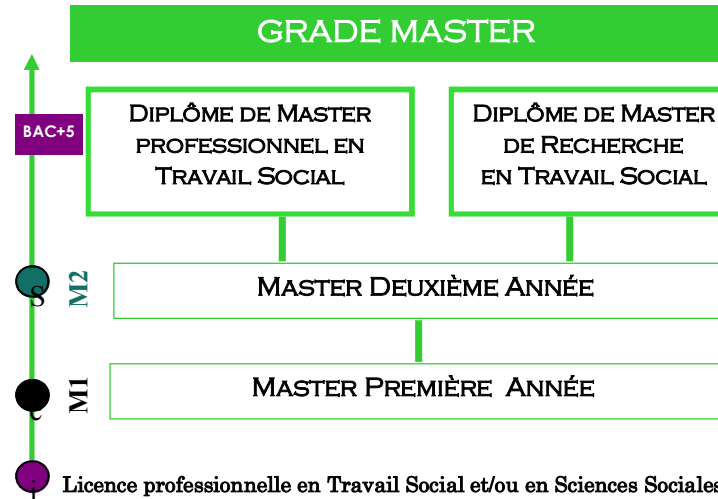 GRADE MASTER
DIPLÔME DE MASTER
PROFESSIONNEL EN
TRAVAIL SOCIAL
DIPLÔME DE MASTER
DE RECHERCHE
EN TRAVAIL SOCIAL
BAC+5
S
M2
MASTER DEUXIÈME ANNÉE
M1
MASTER PREMIÈRE ANNÉE
Licence professionnelle en Travail Social et/ou en Sciences Sociales